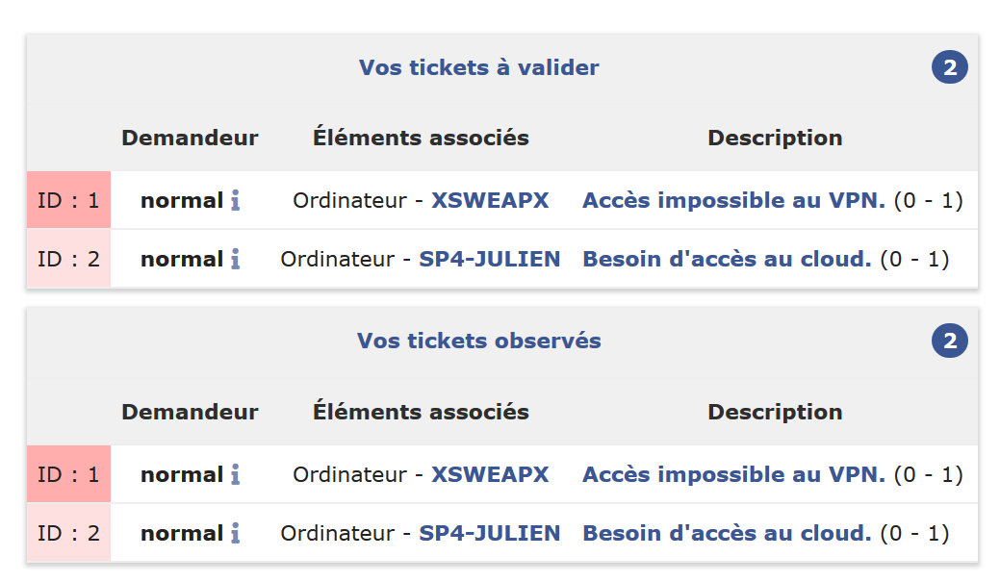 Vos tickets à valider 2
Demandeur Éléments associés Description
ID : 1 normal Ordinateur - XSWEAPX Accès impossible au VPN. (0 - 1)
ID : 2 normal Ordinateur - SP4-JULIEN Besoin d'accès au cloud. (0 - 1)
Vos tickets observés 2
Demandeur Éléments associés Description
ID : 1 normal Ordinateur - XSWEAPX Accès impossible au VPN. (0 - 1)
ID : 2 normal Ordinateur - SP4-JULIEN Besoin d'accès au cloud. (0 - 1)